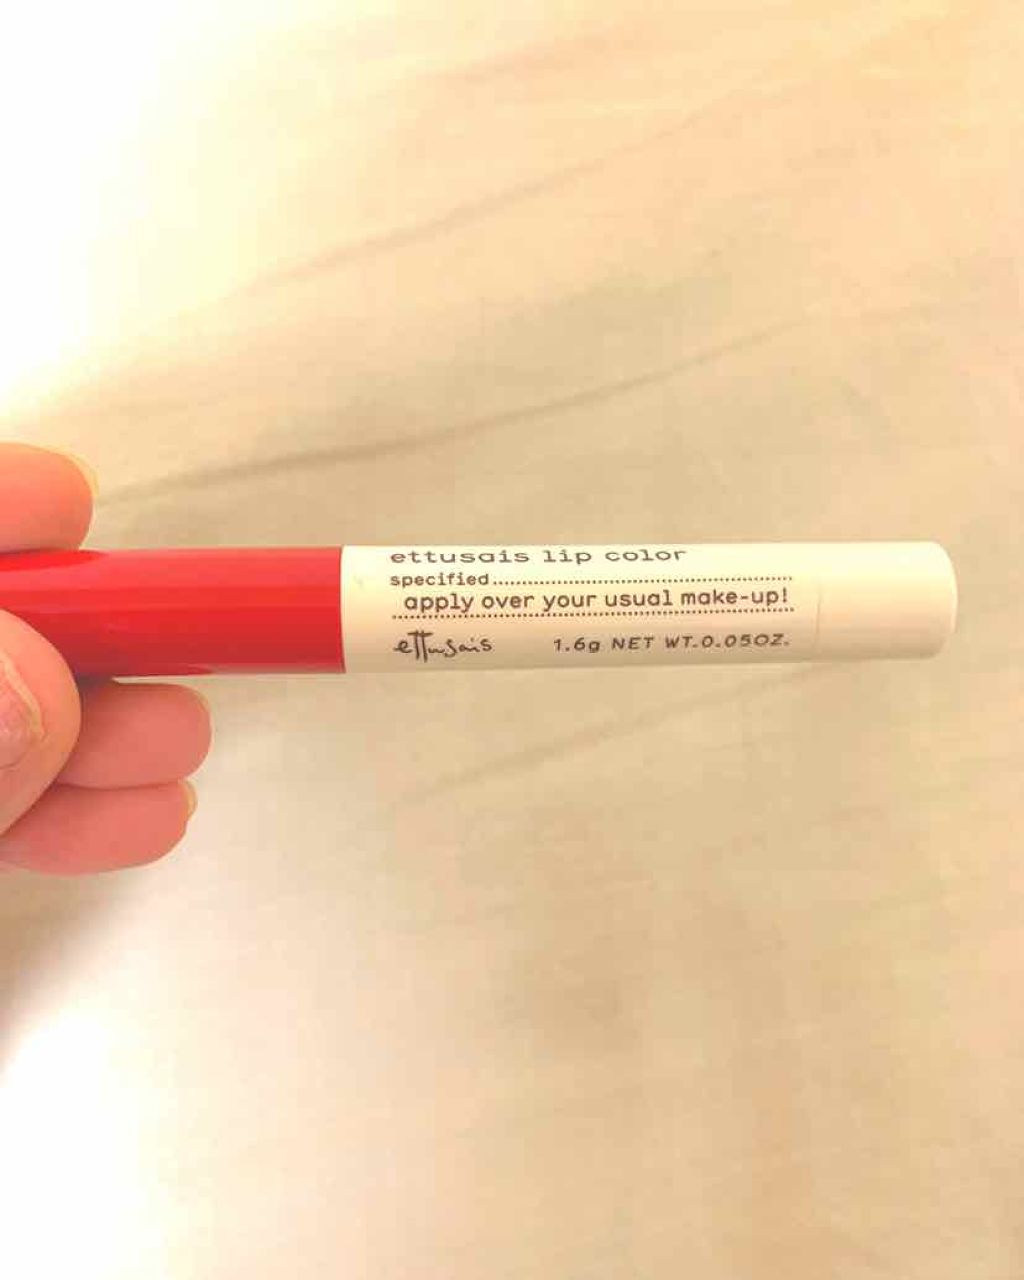 ettusais lip color
specified
apply over your usual make-up!
ettusais 1.6g NET WT.0.05OZ.